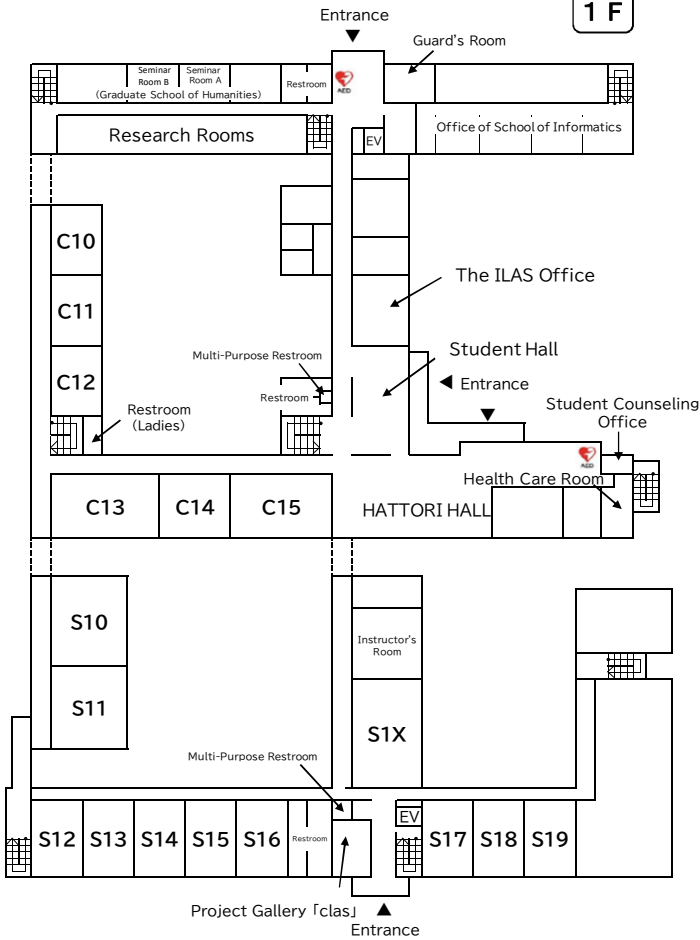 1 F
Entrance
Guard's Room
Seminar
Room B
Seminar
Room A
Restroom
AED
(Graduate School of Humanities)
Research Rooms
EV
Office of School of Informatics
C10
The ILAS Office
C11
Student Hall
Multi-Purpose Restroom
C12
Entrance
Restroom
Restroom
(Ladies)
Student Counseling
Office
AED
Health Care Room
C13
C14
C15
HATTORI HALL
S10
Instructor's
Room
S11
S1X
Multi-Purpose Restroom
EV
S12
S13
S14
S15
S16
Restroom
S17
S18
S19
Project Gallery「clas」
Entrance